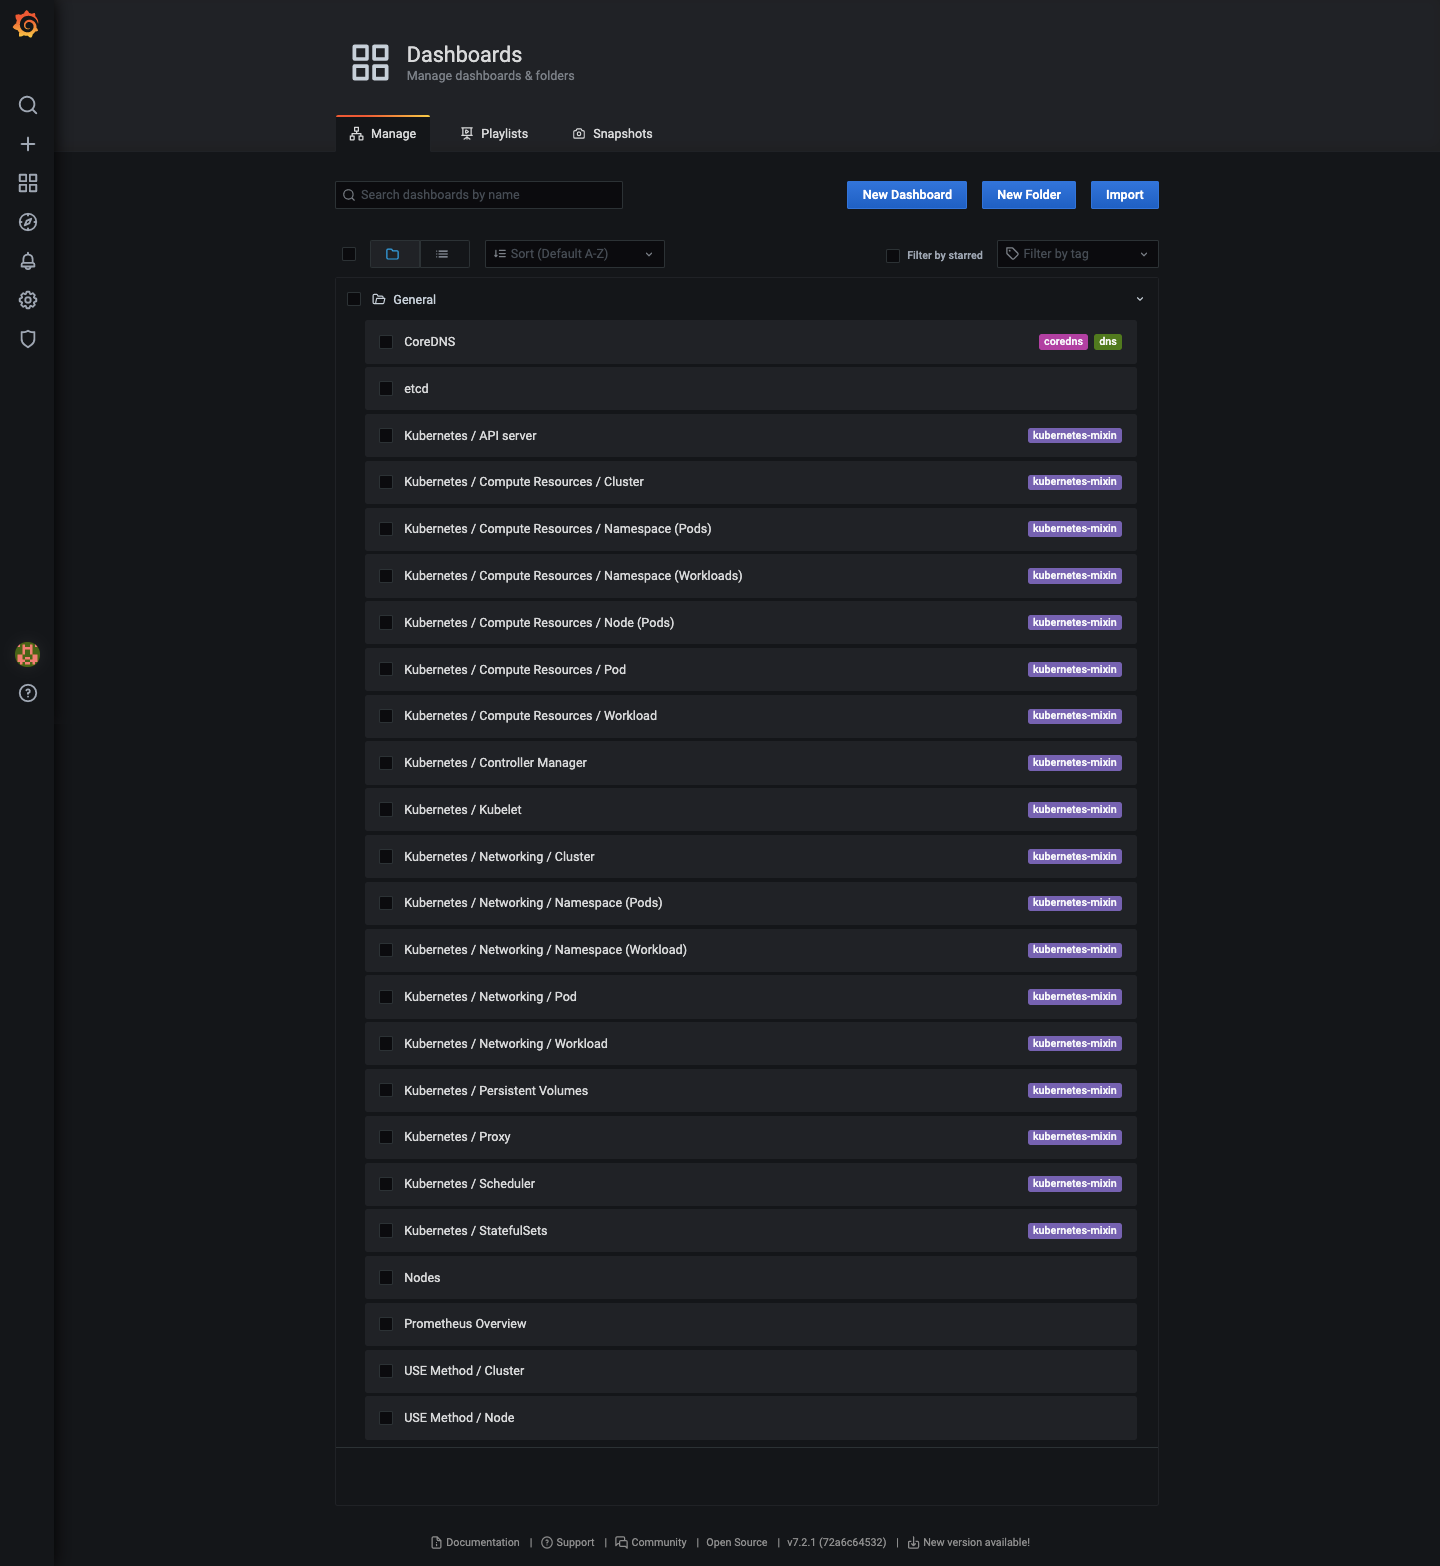 Dashboards
Manage dashboards & folders
Manage Playlists Snapshots
Search dashboards by name New Dashboard New Folder Import
Sort (Default A-Z) Filter by starred Filter by tag
General
CoreDNS coredns dns
etcd
Kubernetes / API server kubernetes-mixin
Kubernetes / Compute Resources / Cluster kubernetes-mixin
Kubernetes / Compute Resources / Namespace (Pods) kubernetes-mixin
Kubernetes / Compute Resources / Namespace (Workloads) kubernetes-mixin
Kubernetes / Compute Resources / Node (Pods) kubernetes-mixin
Kubernetes / Compute Resources / Pod kubernetes-mixin
Kubernetes / Compute Resources / Workload kubernetes-mixin
Kubernetes / Controller Manager kubernetes-mixin
Kubernetes / Kubelet kubernetes-mixin
Kubernetes / Networking / Cluster kubernetes-mixin
Kubernetes / Networking / Namespace (Pods) kubernetes-mixin
Kubernetes / Networking / Namespace (Workload) kubernetes-mixin
Kubernetes / Networking / Pod kubernetes-mixin
Kubernetes / Networking / Workload kubernetes-mixin
Kubernetes / Persistent Volumes kubernetes-mixin
Kubernetes / Proxy kubernetes-mixin
Kubernetes / Scheduler kubernetes-mixin
Kubernetes / StatefulSets kubernetes-mixin
Nodes
Prometheus Overview
USE Method / Cluster
USE Method / Node
Documentation | Support | Community | Open Source | v7.2.1 (72a6c64532) | New version available!